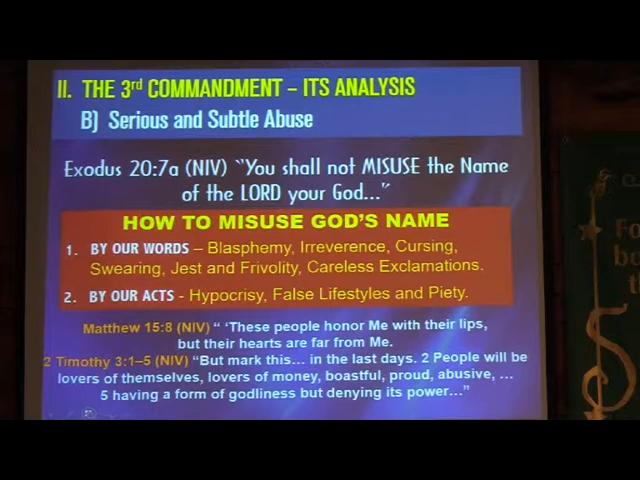 II. THE 3rd COMMANDMENT – ITS ANALYSIS
B) Serious and Subtle Abuse
Exodus 20:7a (NIV) “You shall not MISUSE the Name
of the LORD your God...”
HOW TO MISUSE GOD'S NAME
1. BY OUR WORDS – Blasphemy, Irreverence, Cursing,
Swearing, Jest and Frivolity, Careless Exclamations.
2. BY OUR ACTS - Hypocrisy, False Lifestyles and Piety.
Matthew 15:8 (NIV) “ ‘These people honor Me with their lips,
but their hearts are far from Me.
2 Timothy 3:1–5 (NIV) “But mark this... in the last days. 2 People will be
lovers of themselves, lovers of money, boastful, proud, abusive, ...
5 having a form of godliness but denying its power...”